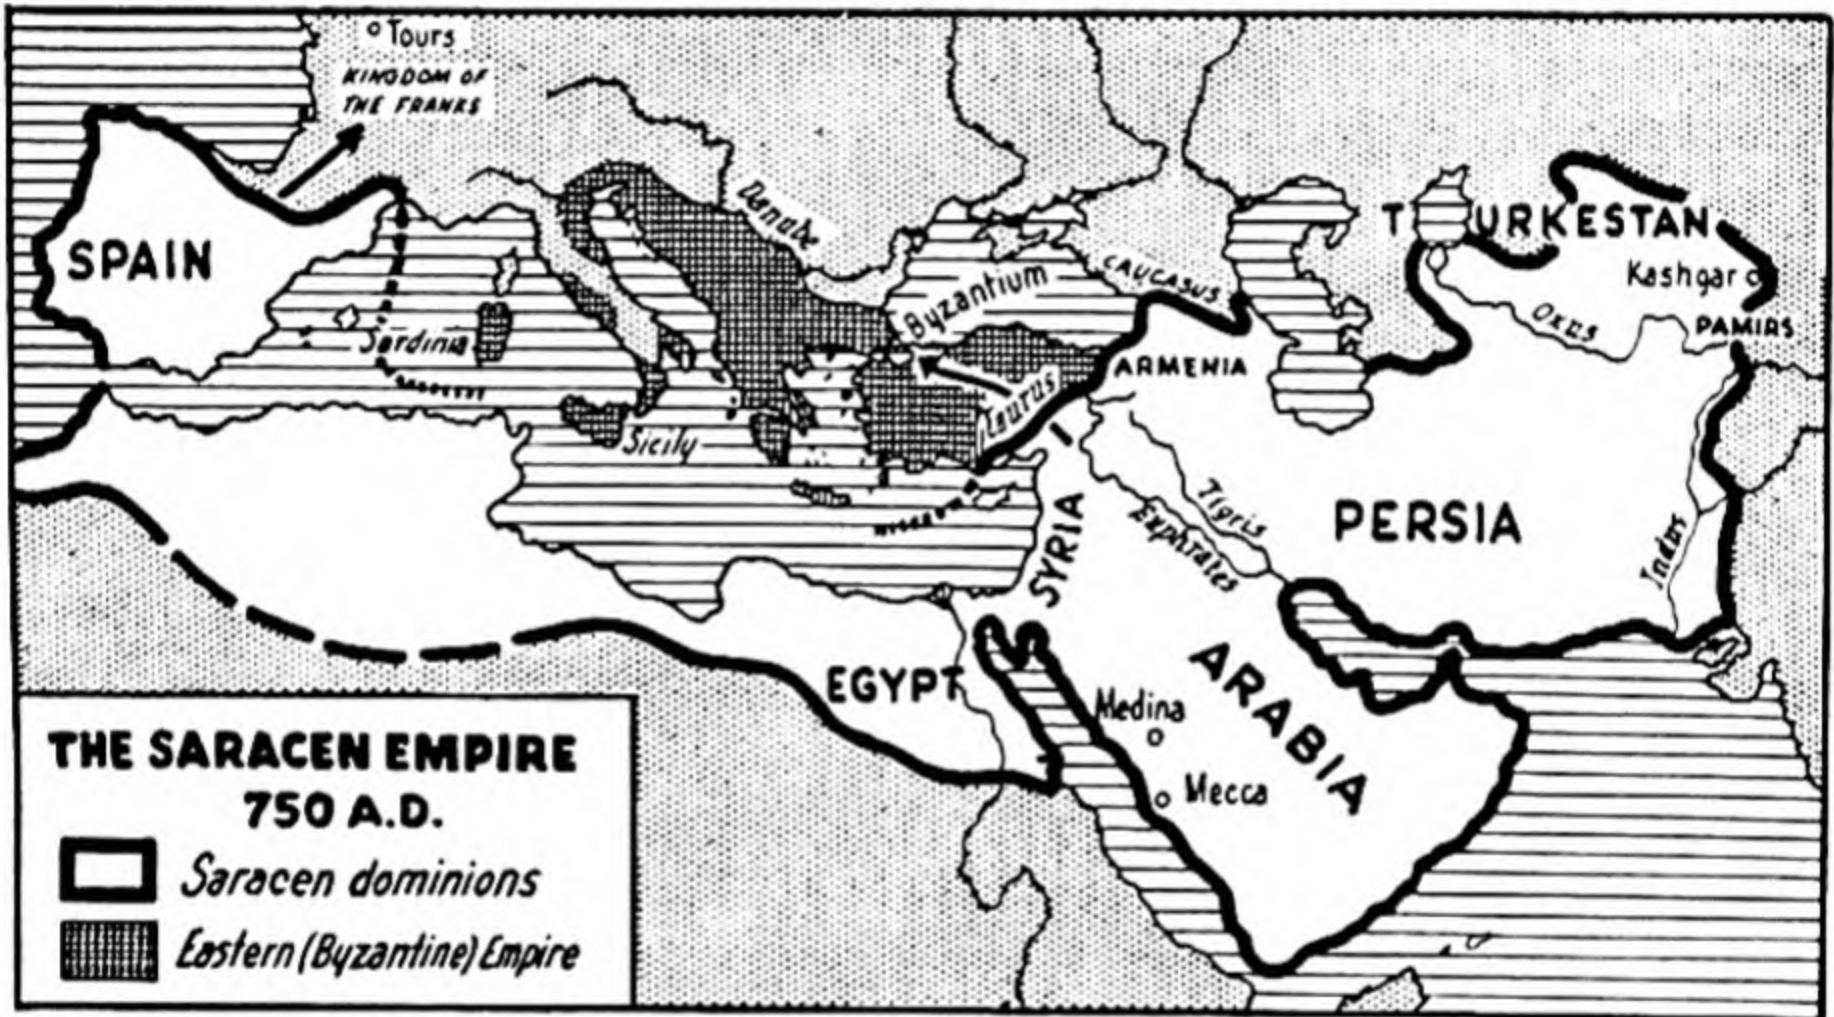 Tours
KINGDOM OF
THE FRANKS
SPAIN
Sardinia
Sicily
Danube
Byzantium
CAUCASUS
ARMENIA
Taurus
TURKESTAN
Kashgar
Oxus
PAMIRS
Tigris
Euphrates
PERSIA
Indus
SYRIA
EGYPT
Medina
Mecca
ARABIA
THE SARACEN EMPIRE
750 A.D.
Saracen dominions
Eastern (Byzantine) Empire